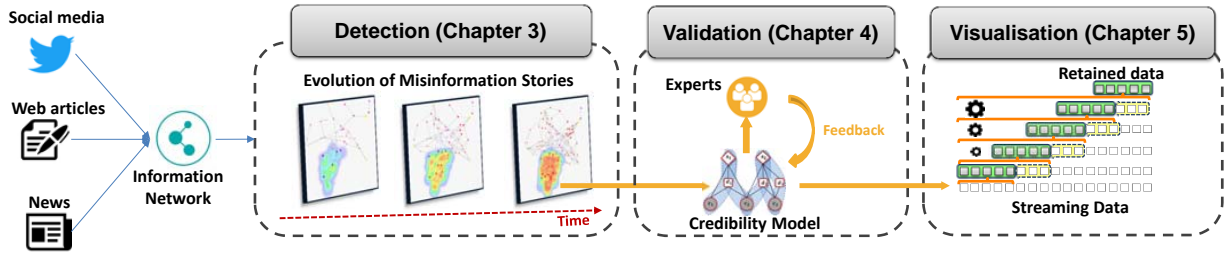 Social media
Web articles
News
Information
Network
Detection (Chapter 3)
Evolution of Misinformation Stories
Time
Validation (Chapter 4)
Experts
Feedback
Credibility Model
Visualisation (Chapter 5)
Retained data
Streaming Data